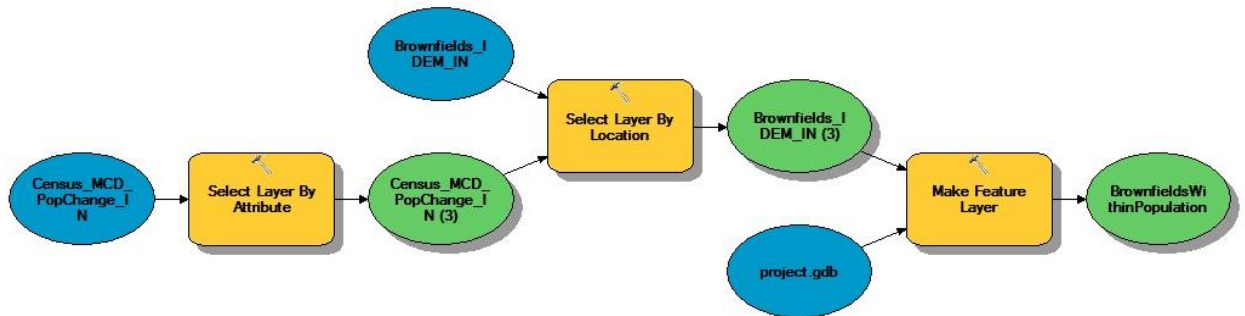 Brownfields_I
DEM_IN
Select Layer By
Location
Brownfields_I
DEM_IN (3)
Census_MCD_
PopChange_I
N
Select Layer By
Attribute
Census_MCD_
PopChange_IN
N (3)
Make Feature
Layer
BrownfieldsWi
thinPopulation
project.gdb